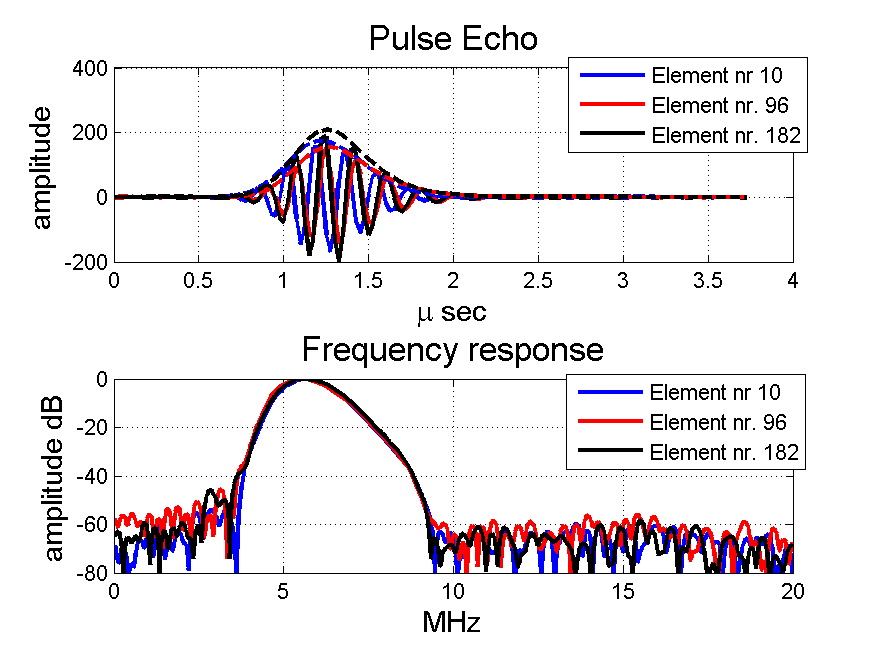 Pulse Echo
400
200
0
-200
amplitude
0 0.5 1 1.5 2 2.5 3 3.5 4
μ sec
Element nr 10
Element nr. 96
Element nr. 182
Frequency response
0
-20
-40
-60
-80
amplitude dB
0 5 10 15 20
MHz
Element nr 10
Element nr. 96
Element nr. 182